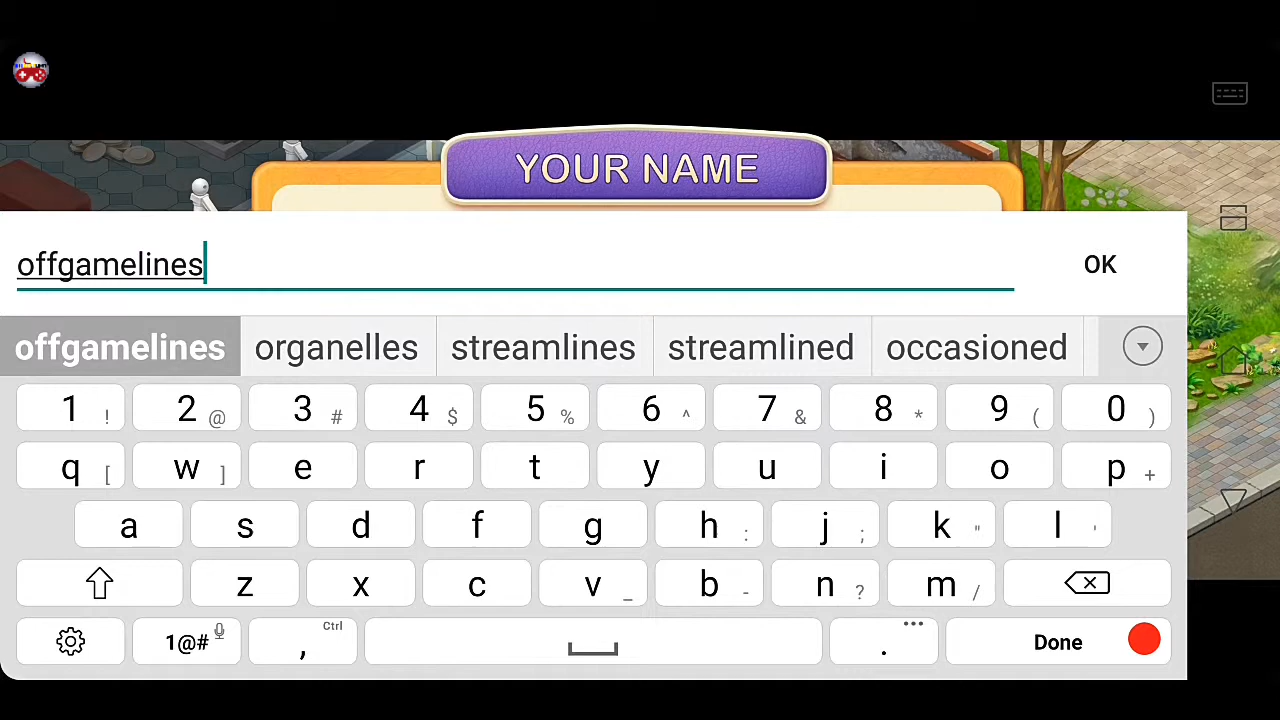 YOUR NAME
offgamelines
OK
offgamelines organelles streamlines streamlined occasioned
1 ! 2 @ 3 # 4 $ 5 % 6 ^ 7 & 8 * 9 ( 0 )
q [ w ] e r t y u i o p +
a s d f g h : j ; k " l '
z x c v _ b - n ? m /
1@# , Ctrl . ... Done